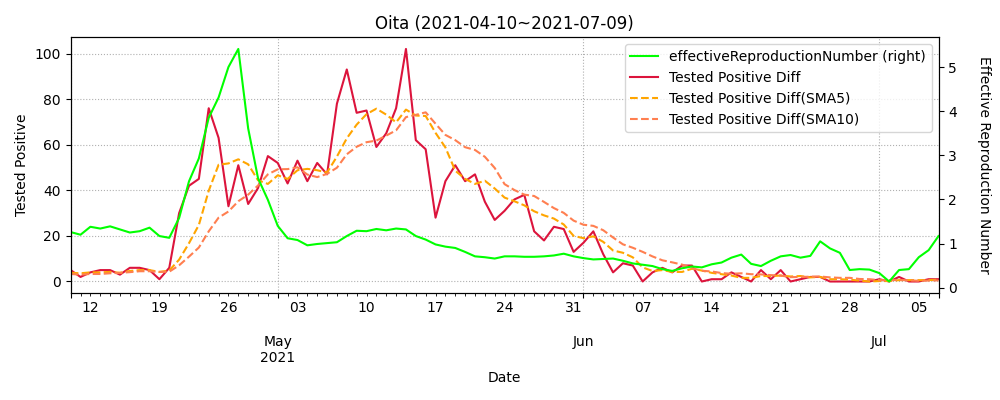 Oita (2021-04-10~2021-07-09)
effectiveReproductionNumber (right)
Tested Positive Diff
Tested Positive Diff(SMA5)
Tested Positive Diff(SMA10)
Tested Positive
100
80
60
40
20
0
Effective Reproduction Number
5
4
3
2
1
0
12 19 26 03 10 17 24 31 07 14 21 28 05
May Jun Jul
2021
Date